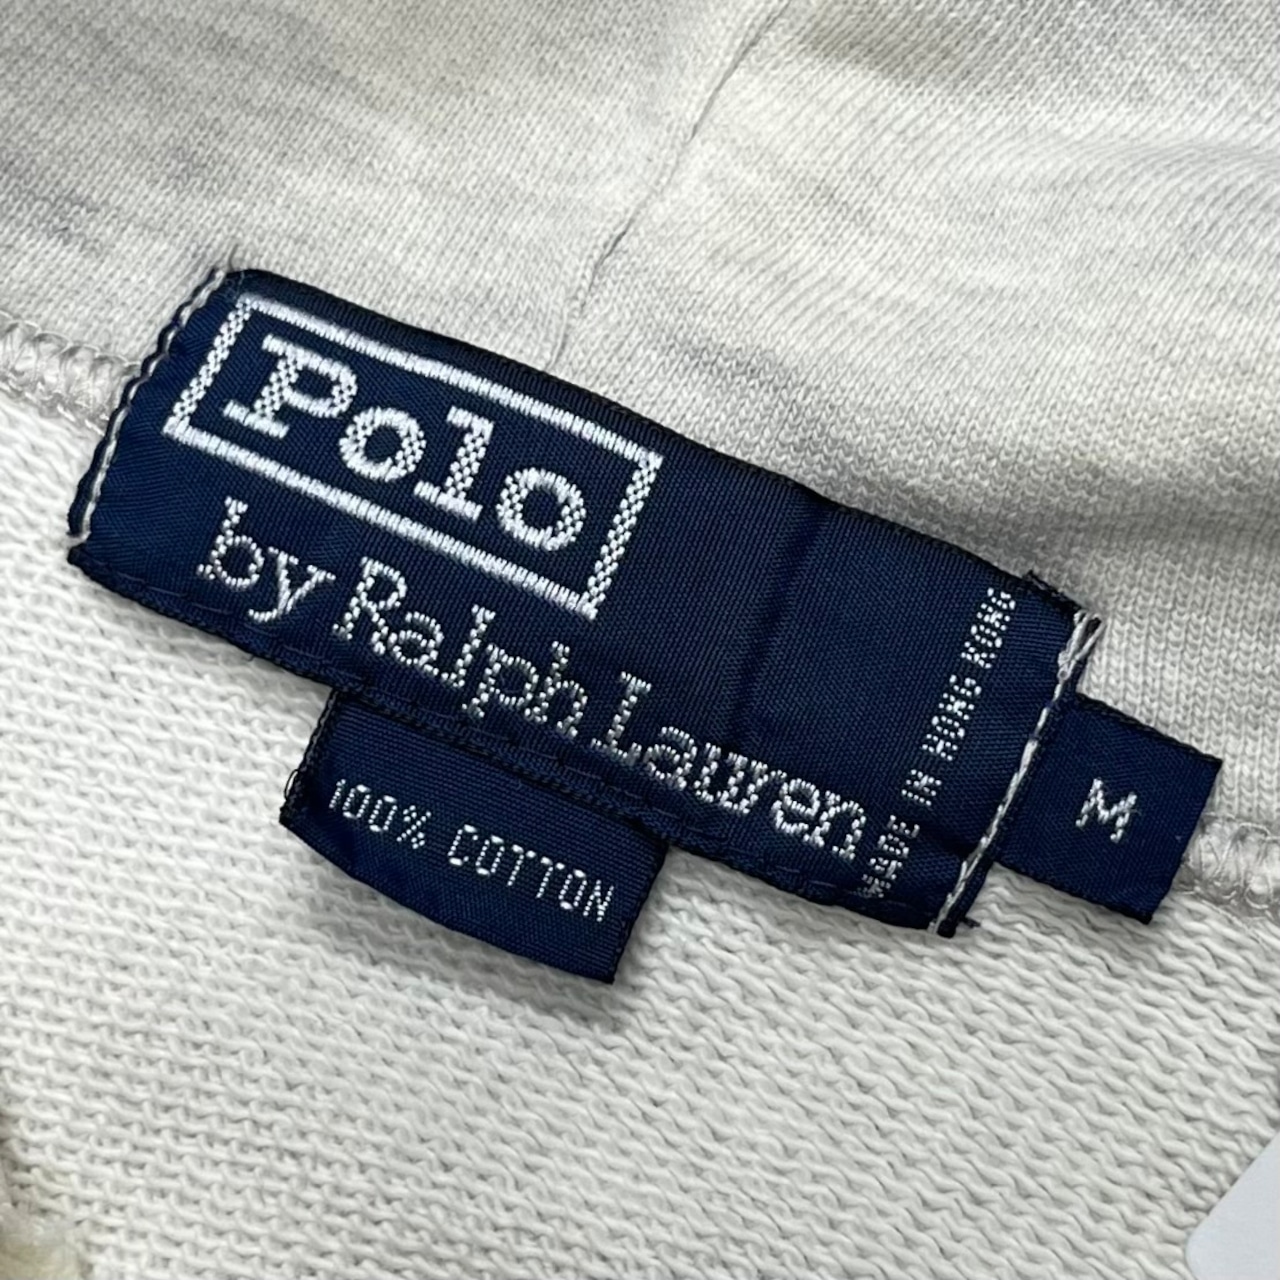 Polo
by Ralph Lauren
MADE IN HONG KONG
M
100% COTTON